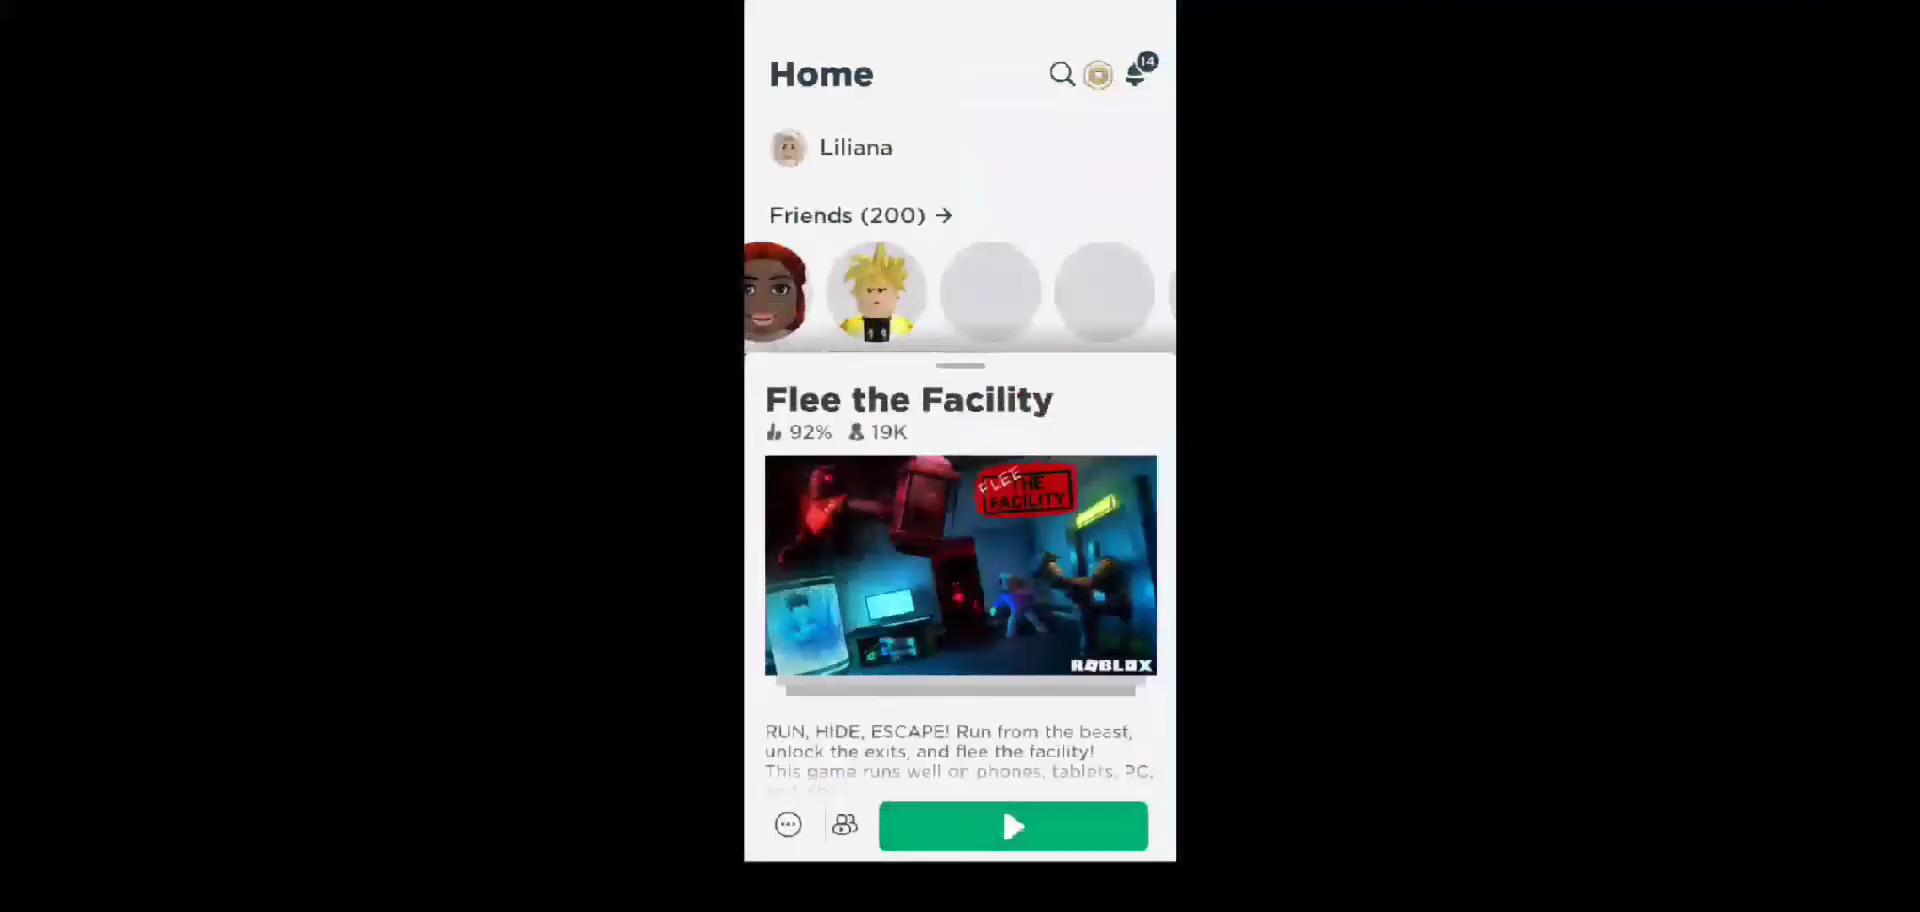 Home
14
Liliana
Friends (200) →
Flee the Facility
92% 19K
FLEE THE
FACILITY
ROBLOX
RUN, HIDE, ESCAPE! Run from the beast,
unlock the exits, and flee the facility!
This game runs well on phones, tablets, PC,
and